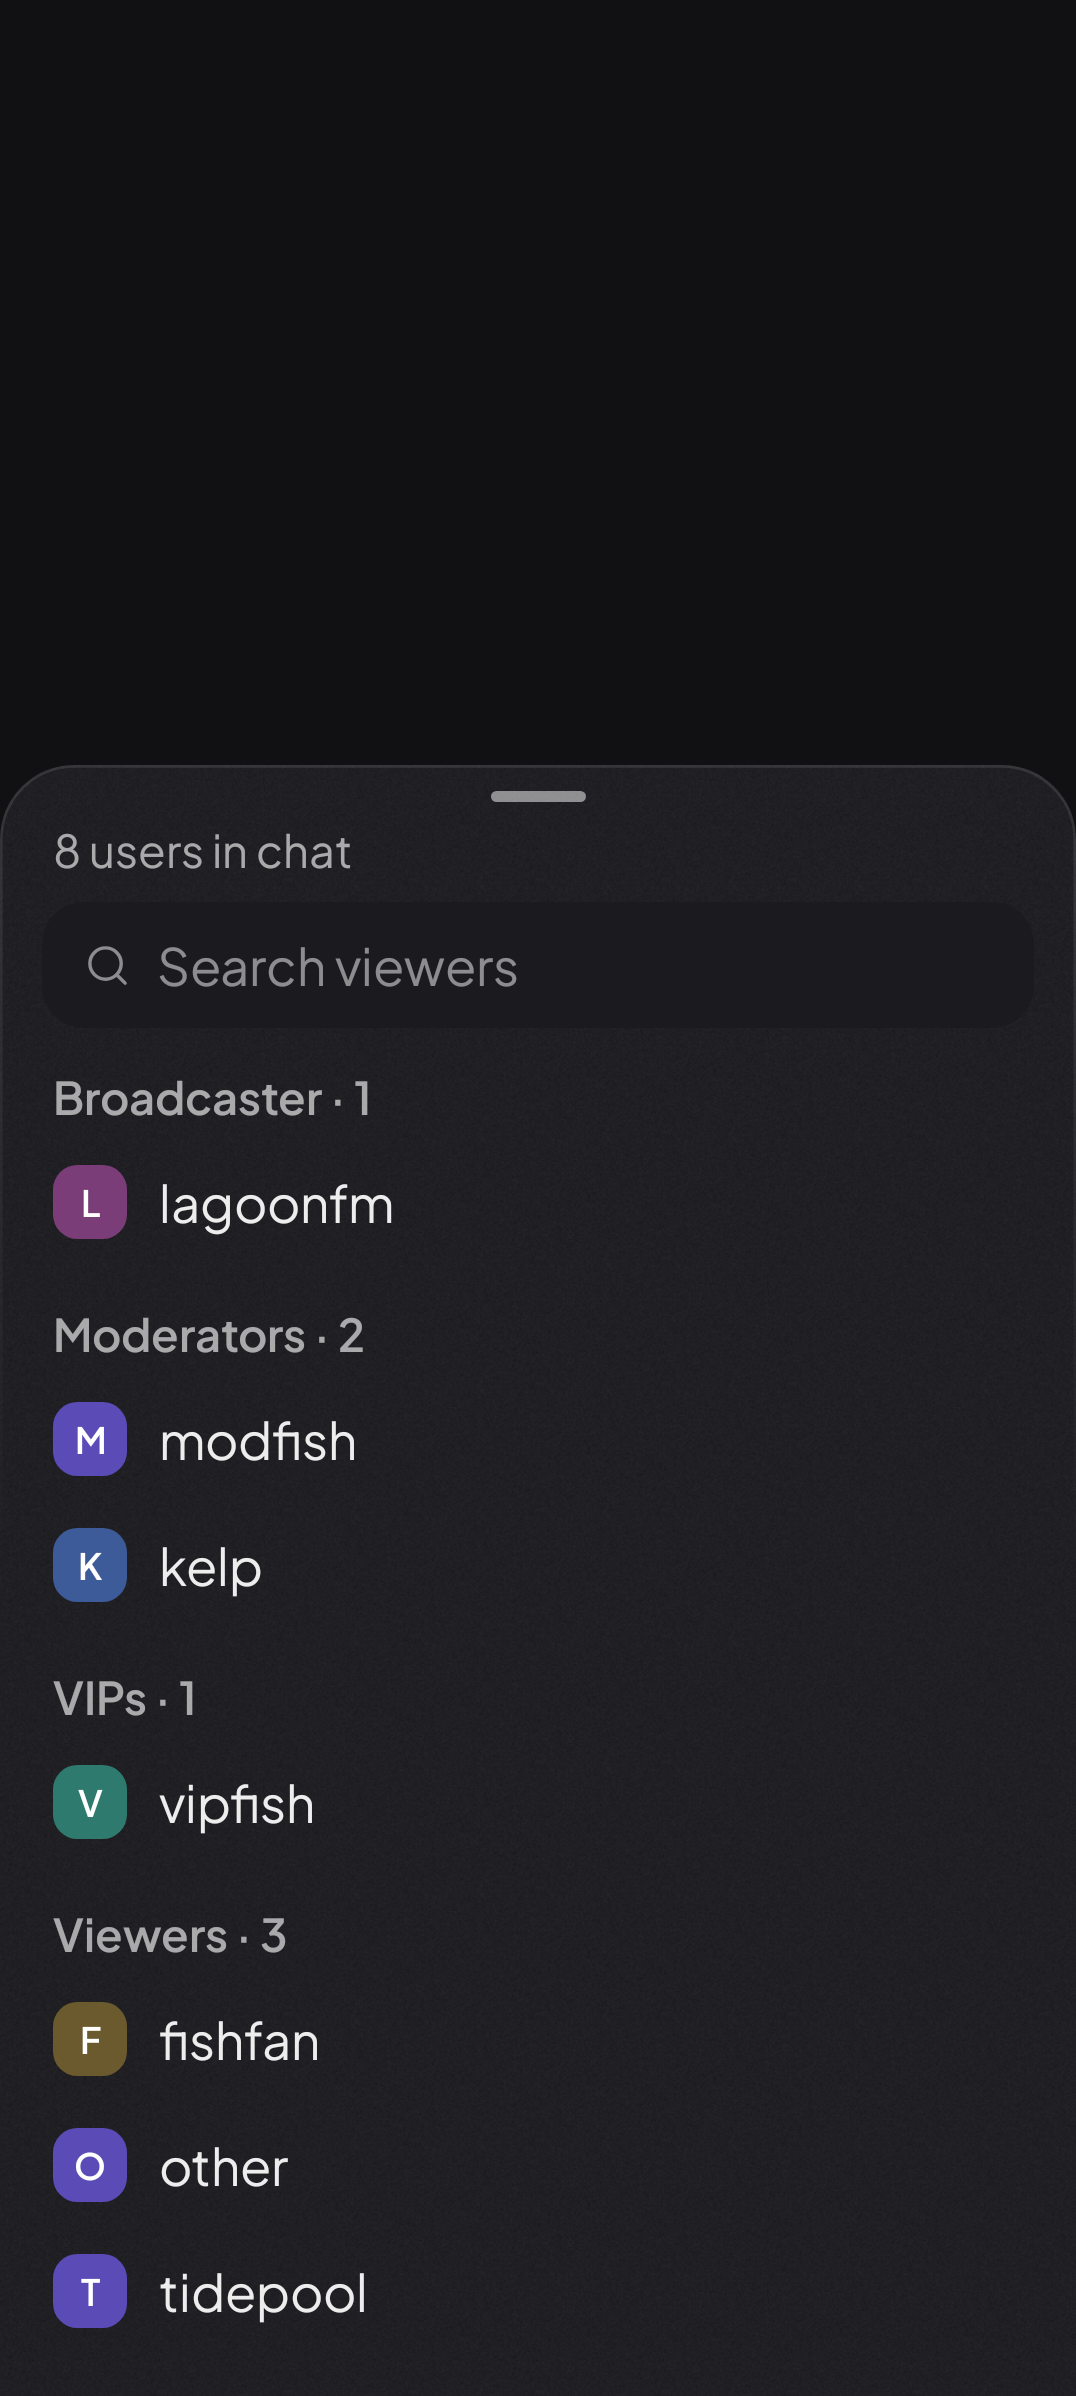 8 users in chat
Search viewers
Broadcaster · 1
L lagoonfm
Moderators · 2
M modfish
K kelp
VIPs · 1
V vipfish
Viewers · 3
F fishfan
O other
T tidepool